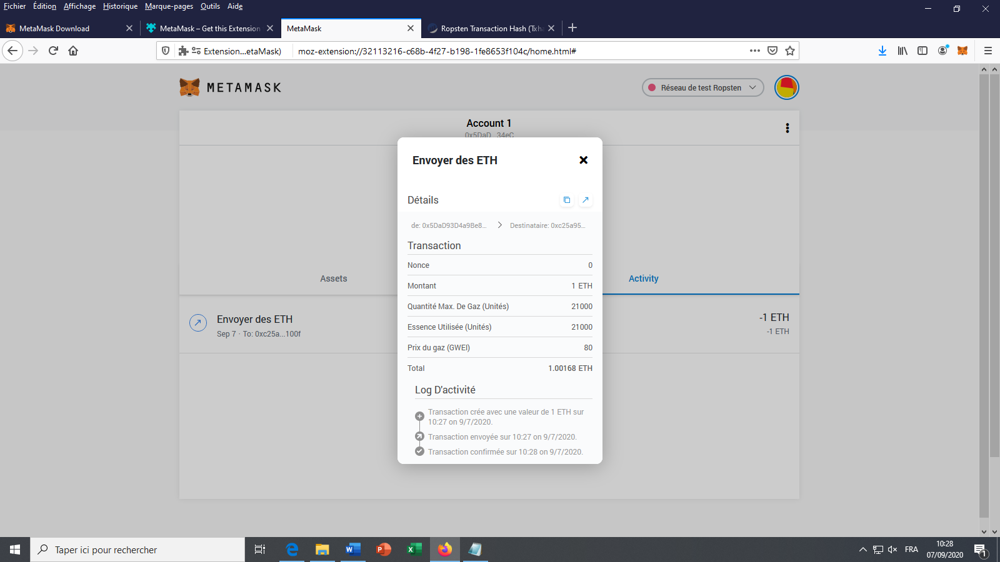 Fichier Édition Affichage Historique Marque-pages Outils Aide
MetaMask Download
MetaMask – Get this Extension
MetaMask
Ropsten Transaction Hash (Txha
Extension...etaMask)
moz-extension://32113216-c68b-4f27-b198-1fe8653f104c/home.html#
METAMASK
Réseau de test Ropsten
Account 1
0x5DaD...34eC
Envoyer des ETH
Détails
de: 0x5DaD93D4a9Be8...
Destinataire: 0xc25a95...
Transaction
Nonce 0
Montant 1 ETH
Quantité Max. De Gaz (Unités) 21000
Essence Utilisée (Unités) 21000
Prix du gaz (GWEI) 80
Total 1.00168 ETH
Log D'activité
Transaction crée avec une valeur de 1 ETH sur
10:27 on 9/7/2020.
Transaction envoyée sur 10:27 on 9/7/2020.
Transaction confirmée sur 10:28 on 9/7/2020.
Assets
Activity
Envoyer des ETH
Sep 7 · To: 0xc25a...100f
-1 ETH
-1 ETH
Taper ici pour rechercher
FRA
10:28
07/09/2020
1